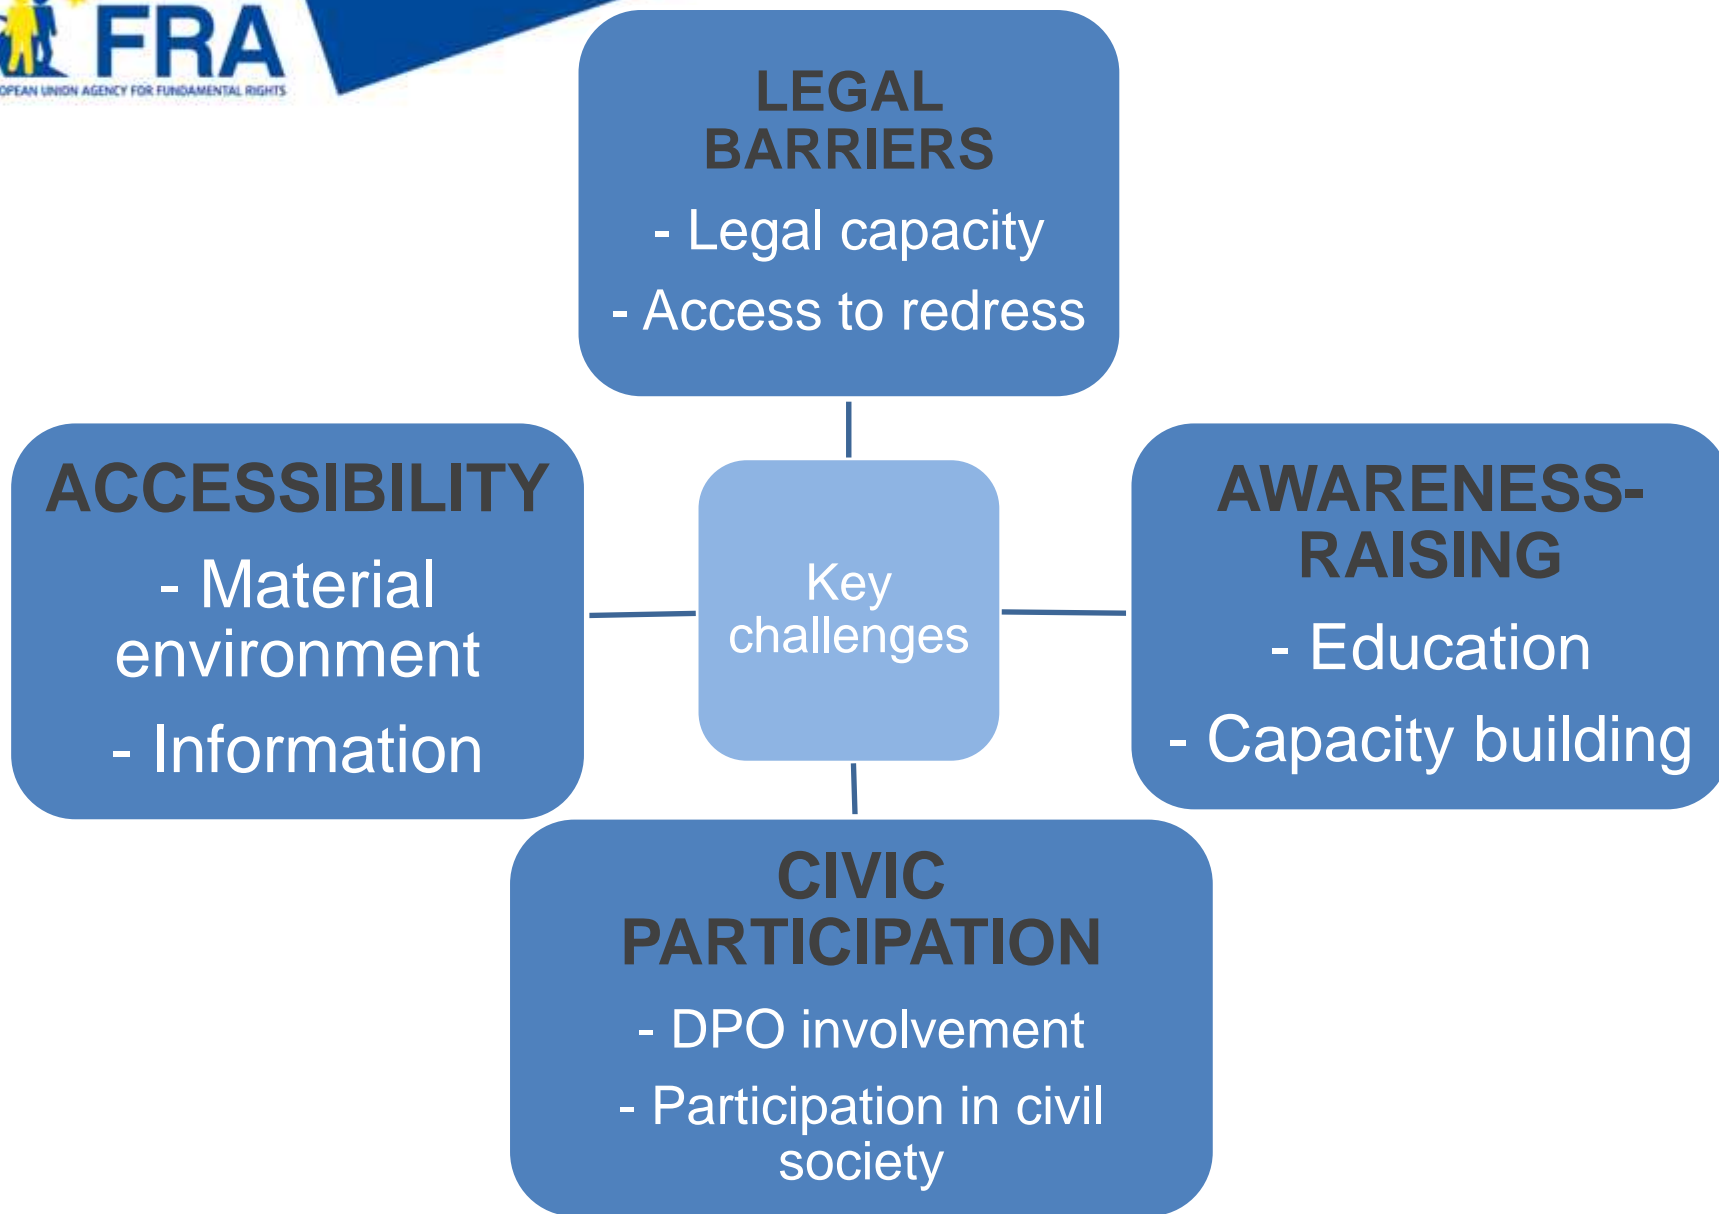 FRA
OPEAN UNION AGENCY FOR FUNDAMENTAL RIGHTS
LEGAL
BARRIERS
- Legal capacity
- Access to redress
ACCESSIBILITY
- Material
environment
- Information
Key
challenges
AWARENESS-
RAISING
- Education
- Capacity building
CIVIC
PARTICIPATION
- DPO involvement
- Participation in civil
society